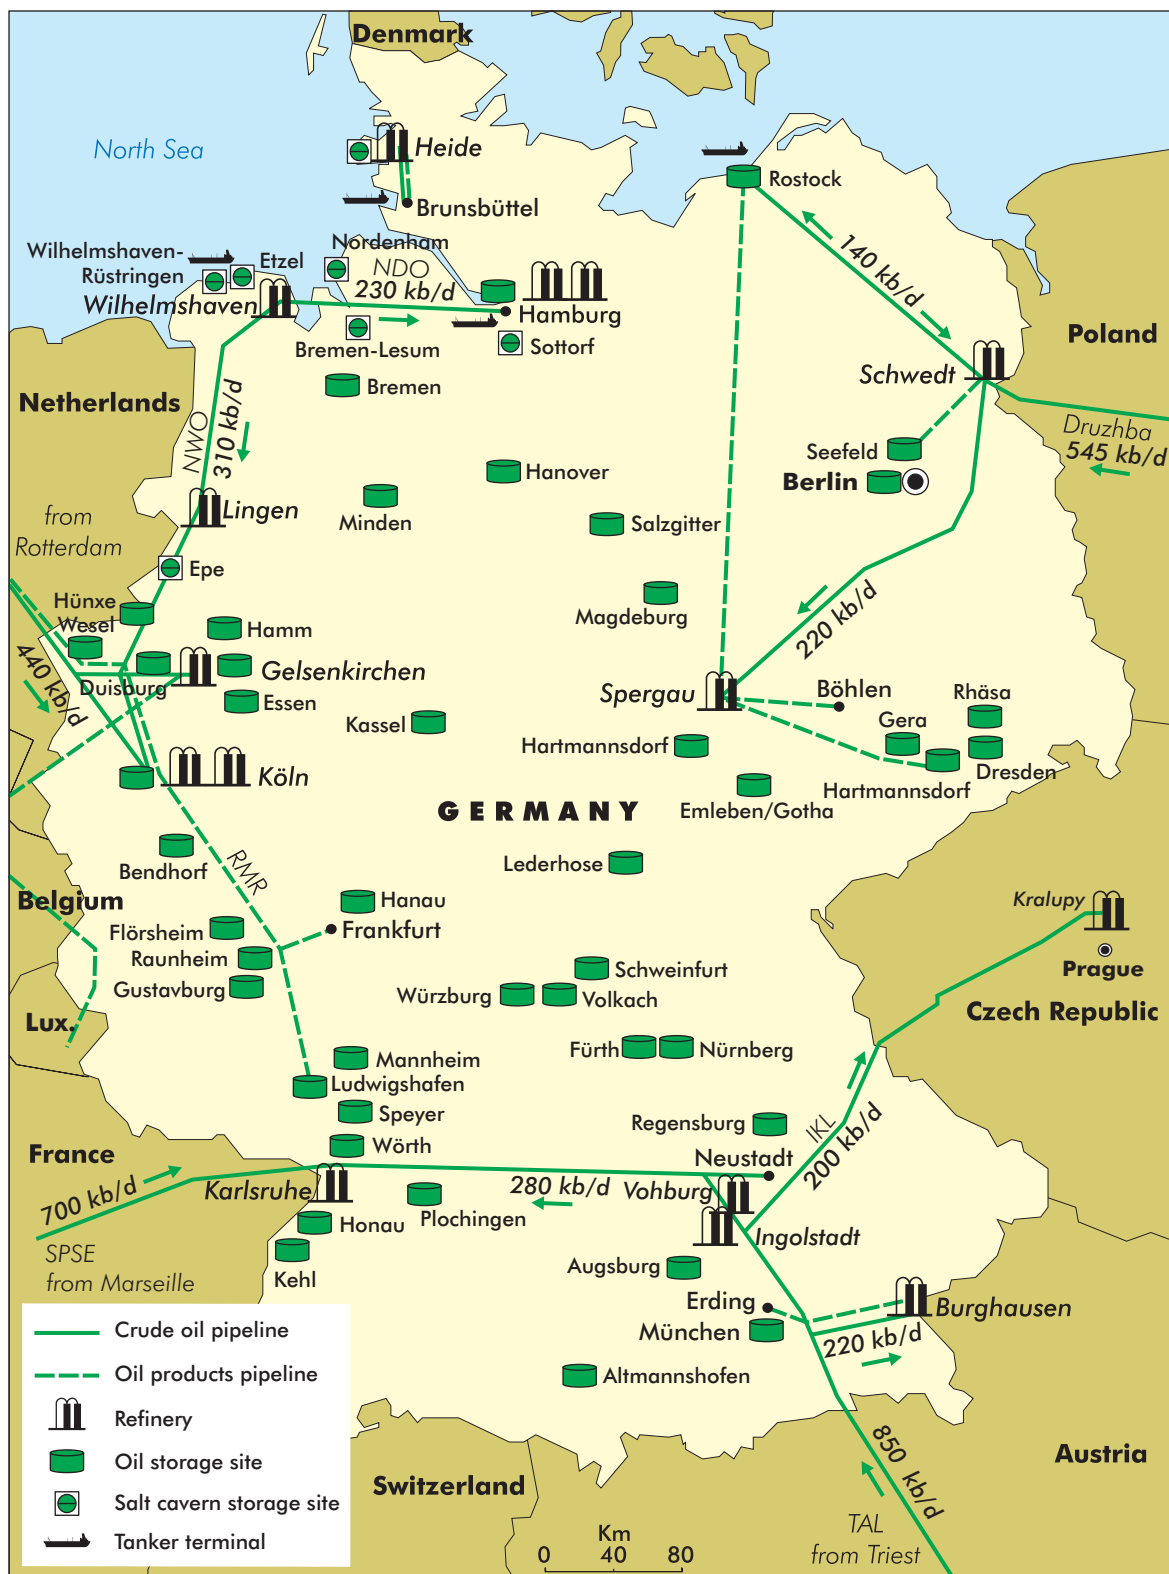 Denmark
North Sea
Heide
Brunsbüttel
Rostock
140 kb/d
Wilhelmshaven-
Rüstringen
Etzel
Nordenham
NDO
230 kb/d
Wilhelmshaven
Hamburg
Bremen-Lesum
Sottorf
Bremen
Poland
Schwedt
Netherlands
NWO
310 kb/d
Druzhba
545 kb/d
Seefeld
Berlin
Hanover
Minden
Lingen
Salzgitter
from
Rotterdam
Epe
Hünxe
Wesel
Hamm
Magdeburg
220 kb/d
440 kb/d
Duisburg
Gelsenkirchen
Essen
Spergau
Böhlen
Rhäsa
Gera
Kassel
Hartmannsdorf
Dresden
Hartmannsdorf
Köln
Emleben/Gotha
GERMANY
Bendhorf
RMR
Lederhose
Belgium
Hanau
Kralupy
Flörsheim
Frankfurt
Raunheim
Prague
Gustavburg
Schweinfurt
Würzburg
Volkach
Czech Republic
Lux.
Fürth
Nürnberg
Mannheim
Ludwigshafen
Speyer
Regensburg
IKL
200 kb/d
Wörth
France
Neustadt
700 kb/d
Karlsruhe
280 kb/d
Vohburg
Plochingen
Honau
Ingolstadt
SPSE
from Marseille
Kehl
Augsburg
Erding
Burghausen
München
220 kb/d
Altmannshofen
Crude oil pipeline
Oil products pipeline
Refinery
Oil storage site
Salt cavern storage site
Tanker terminal
Switzerland
Austria
850 kb/d
TAL
from Triest
Km
0 40 80